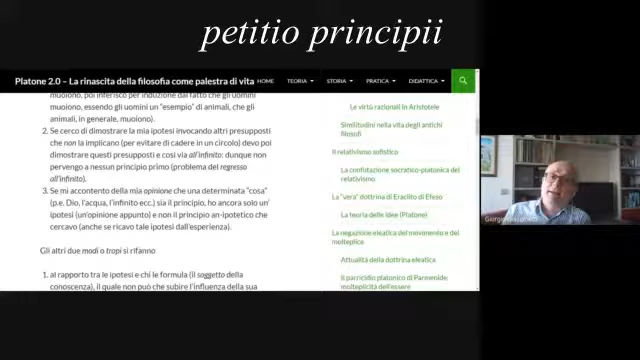 petitio principii
Platone 2.0 – La rinascita della filosofia come palestra di vita
HOME TEORIA STORIA PRATICA DIDATTICA
muoiono, poi inferisco per induzione dal fatto che gli uomini
muoiono, essendo gli uomini un "esempio" di animali, che gli
animali, in generale, muoiono).
2. Se cerco di dimostrare la mia ipotesi invocando altri presupposti
che non la implicano (per evitare di cadere in un circolo) devo poi
dimostrare questi presupposti e così via all'infinito: dunque non
pervengo a nessun principio primo (problema del regresso
all'infinito).
3. Se mi accontento della mia opinione che una determinata "cosa"
(p.e. Dio, l'acqua, l'infinito ecc.) sia il principio, ho ancora solo un'
ipotesi (un'opinione appunto) e non il principio an-ipotetico che
cercavo (anche se ricavo tale ipotesi dall'esperienza).
Gli altri due modi o tropi si rifanno
1. al rapporto tra le ipotesi e chi le formula (il soggetto della
conoscenza), il quale non può che subire l'influenza della sua
Le virtù razionali in Aristotele
Similitudini nella vita degli antichi
filosofi
Il relativismo sofistico
La confutazione socratico-platonica del
relativismo
La "vera" dottrina di Eraclito di Efeso
La teoria delle idee (Platone)
La negazione eleatica del movimento e del
molteplice
Attualità della dottrina eleatica
Il parricidio platonico di Parmenide:
molteplicità dell'essere